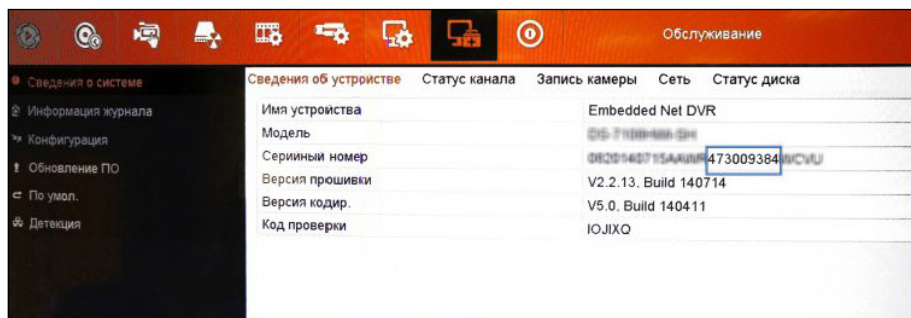 Обслуживание
Сведения о системе
Информация журнала
Конфигурация
Обновление ПО
По умол.
Детекция
Сведения об устройстве Статус канала Запись камеры Сеть Статус диска
Имя устройства Embedded Net DVR
Модель
Серийный номер 473009384
Версия прошивки V2.2.13, Build 140714
Версия кодир. V5.0, Build 140411
Код проверки IOJIXQ